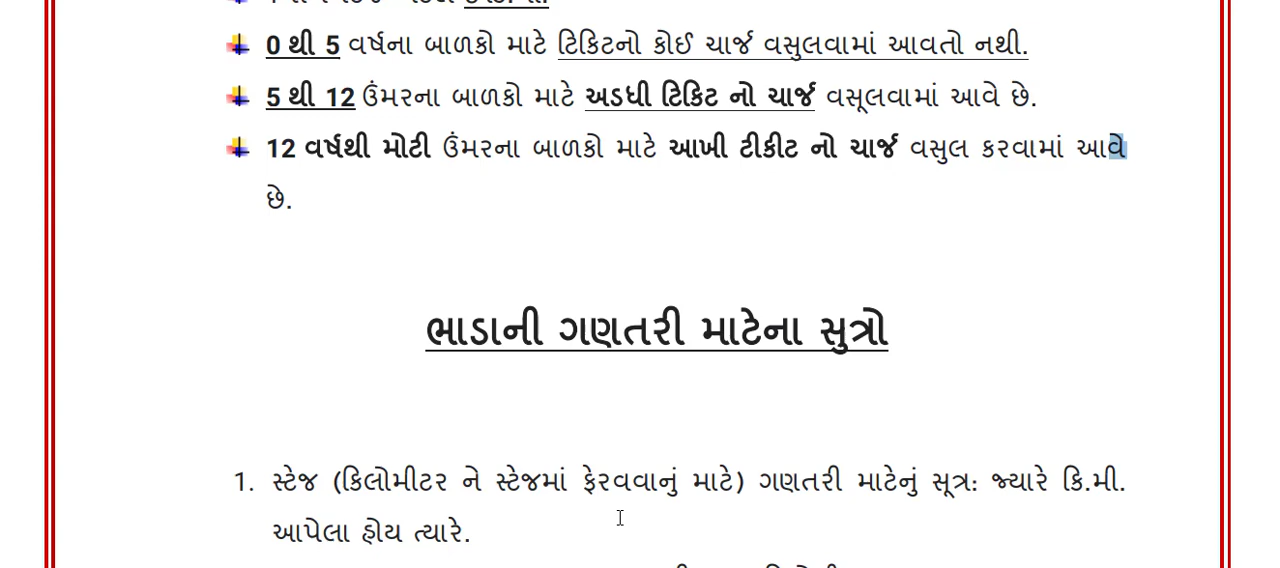 0 થી 5 વર્ષના બાળકો માટે ટિકિટનો કોઈ ચાર્જ વસુલવામાં આવતો નથી.
5 થી 12 ઉંમરના બાળકો માટે અડધી ટિકિટ નો ચાર્જ વસૂલવામાં આવે છે.
12 વર્ષથી મોટી ઉંમરના બાળકો માટે આખી ટીકીટ નો ચાર્જ વસુલ કરવામાં આવે
છે.
ભાડાની ગણતરી માટેના સુત્રો
1. સ્ટેજ (કિલોમીટર ને સ્ટેજમાં ફેરવવાનું માટે) ગણતરી માટેનું સૂત્ર: જ્યારે કિ.મી.
આપેલા હોય ત્યારે.